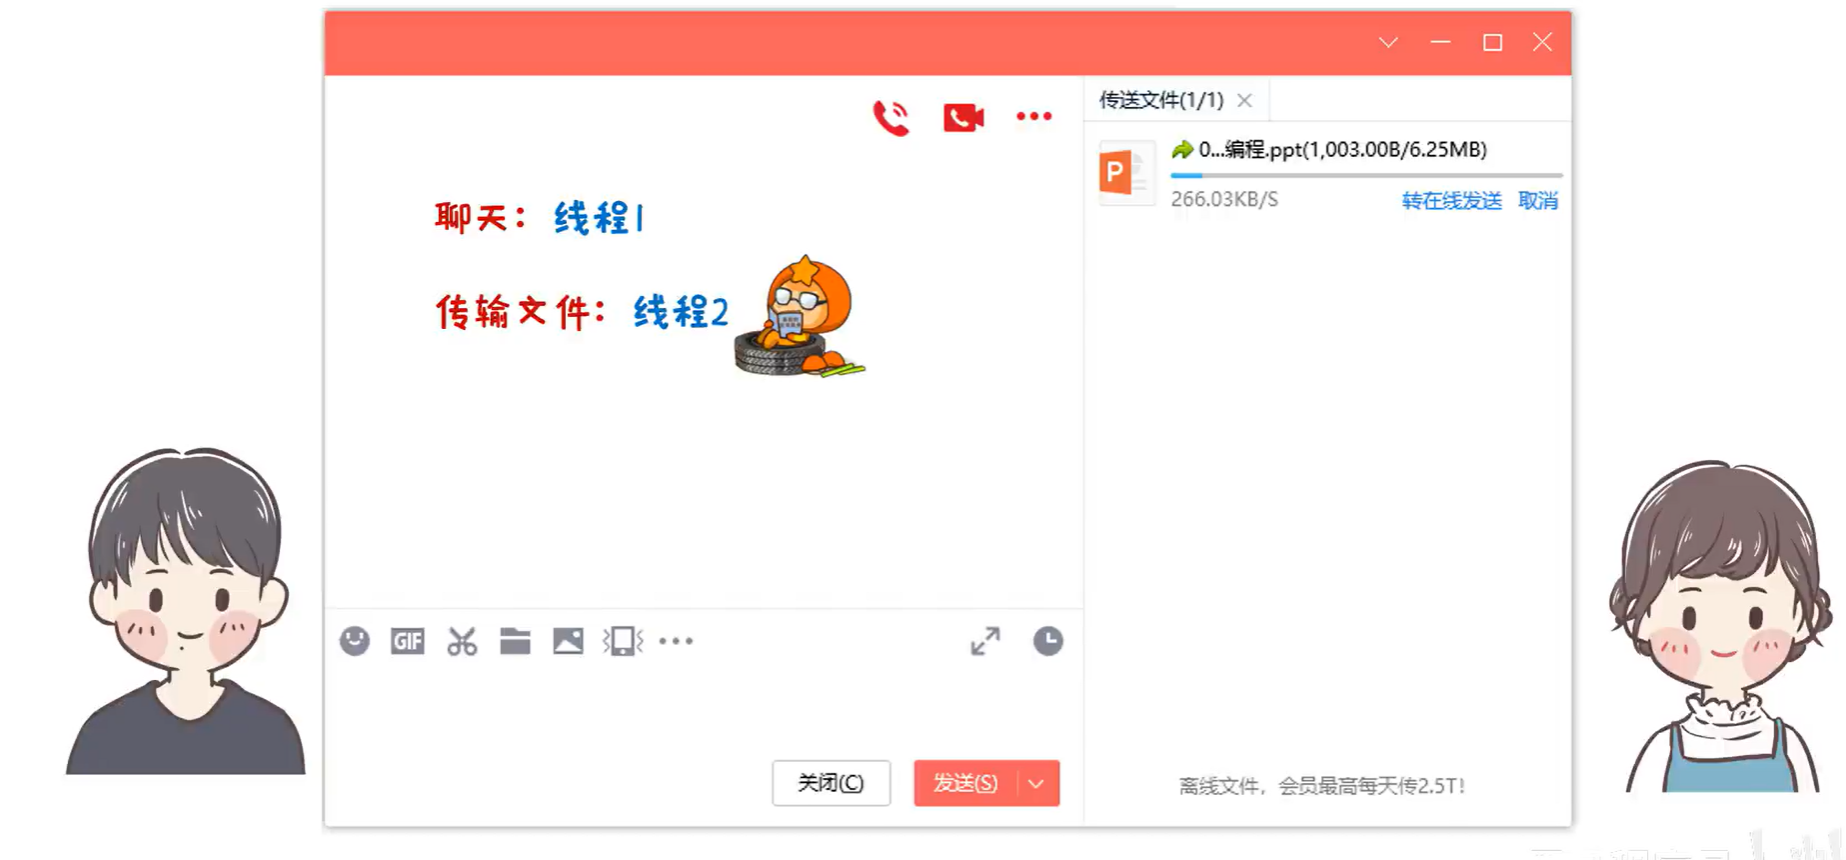 传送文件(1/1)
0...编程.ppt(1,003.00B/6.25MB)
266.03KB/S 转在线发送 取消
聊天：线程1
传输文件：线程2
GIF
关闭(C) 发送(S)
离线文件，会员最高每天传2.5T!